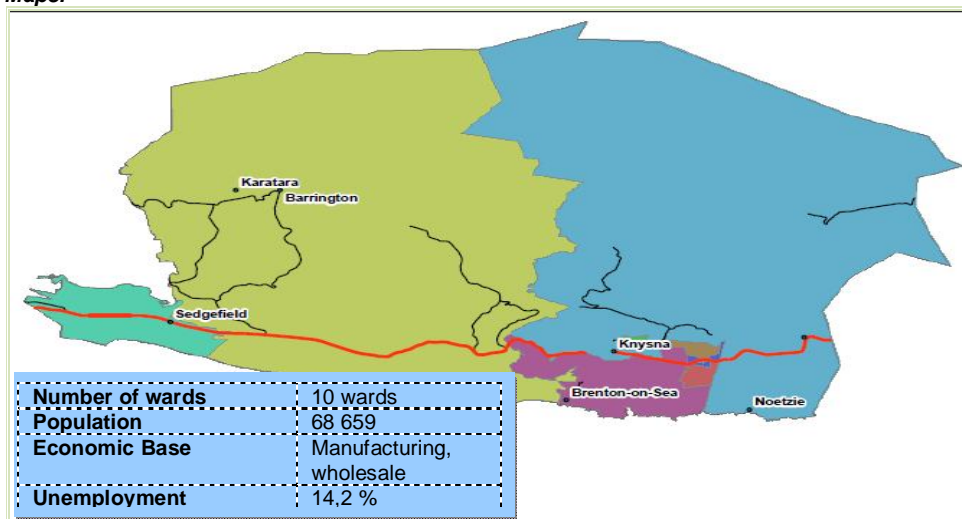 Maps:
Karatara
Barrington
Sedgefield
Knysna
Brenton-on-Sea
Noetzie
Number of wards 10 wards
Population 68 659
Economic Base Manufacturing,
wholesale
Unemployment 14,2 %